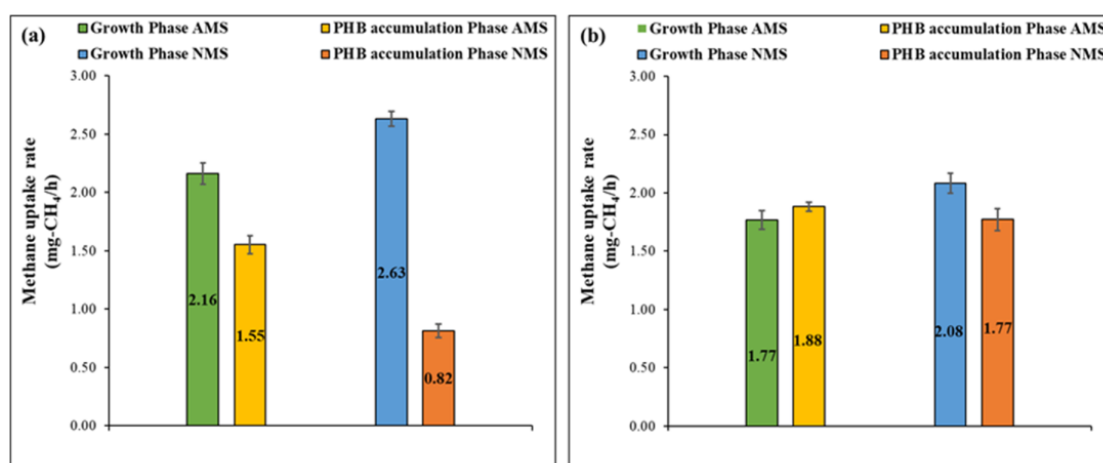 (a)
Growth Phase AMS
PHB accumulation Phase AMS
Growth Phase NMS
PHB accumulation Phase NMS
Methane uptake rate
(mg-CH₄/h)
3.00
2.50
2.00
1.50
1.00
0.50
0.00
2.16
1.55
2.63
0.82
(b)
Growth Phase AMS
PHB accumulation Phase AMS
Growth Phase NMS
PHB accumulation Phase NMS
Methane uptake rate
(mg-CH₄/h)
3.00
2.50
2.00
1.50
1.00
0.50
0.00
1.77
1.88
2.08
1.77